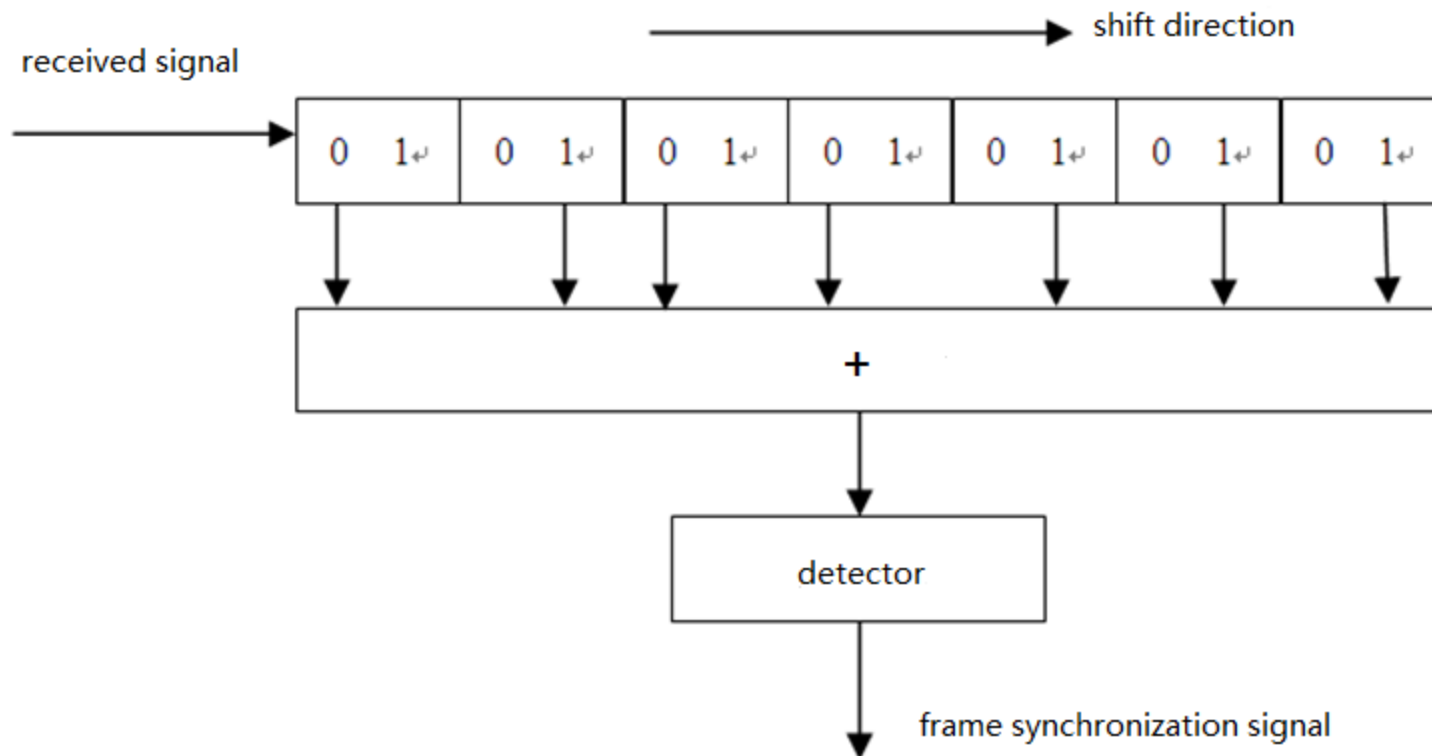 shift direction
received signal
0 1↵ 0 1↵ 0 1↵ 0 1↵ 0 1↵ 0 1↵ 0 1↵
+
detector
frame synchronization signal